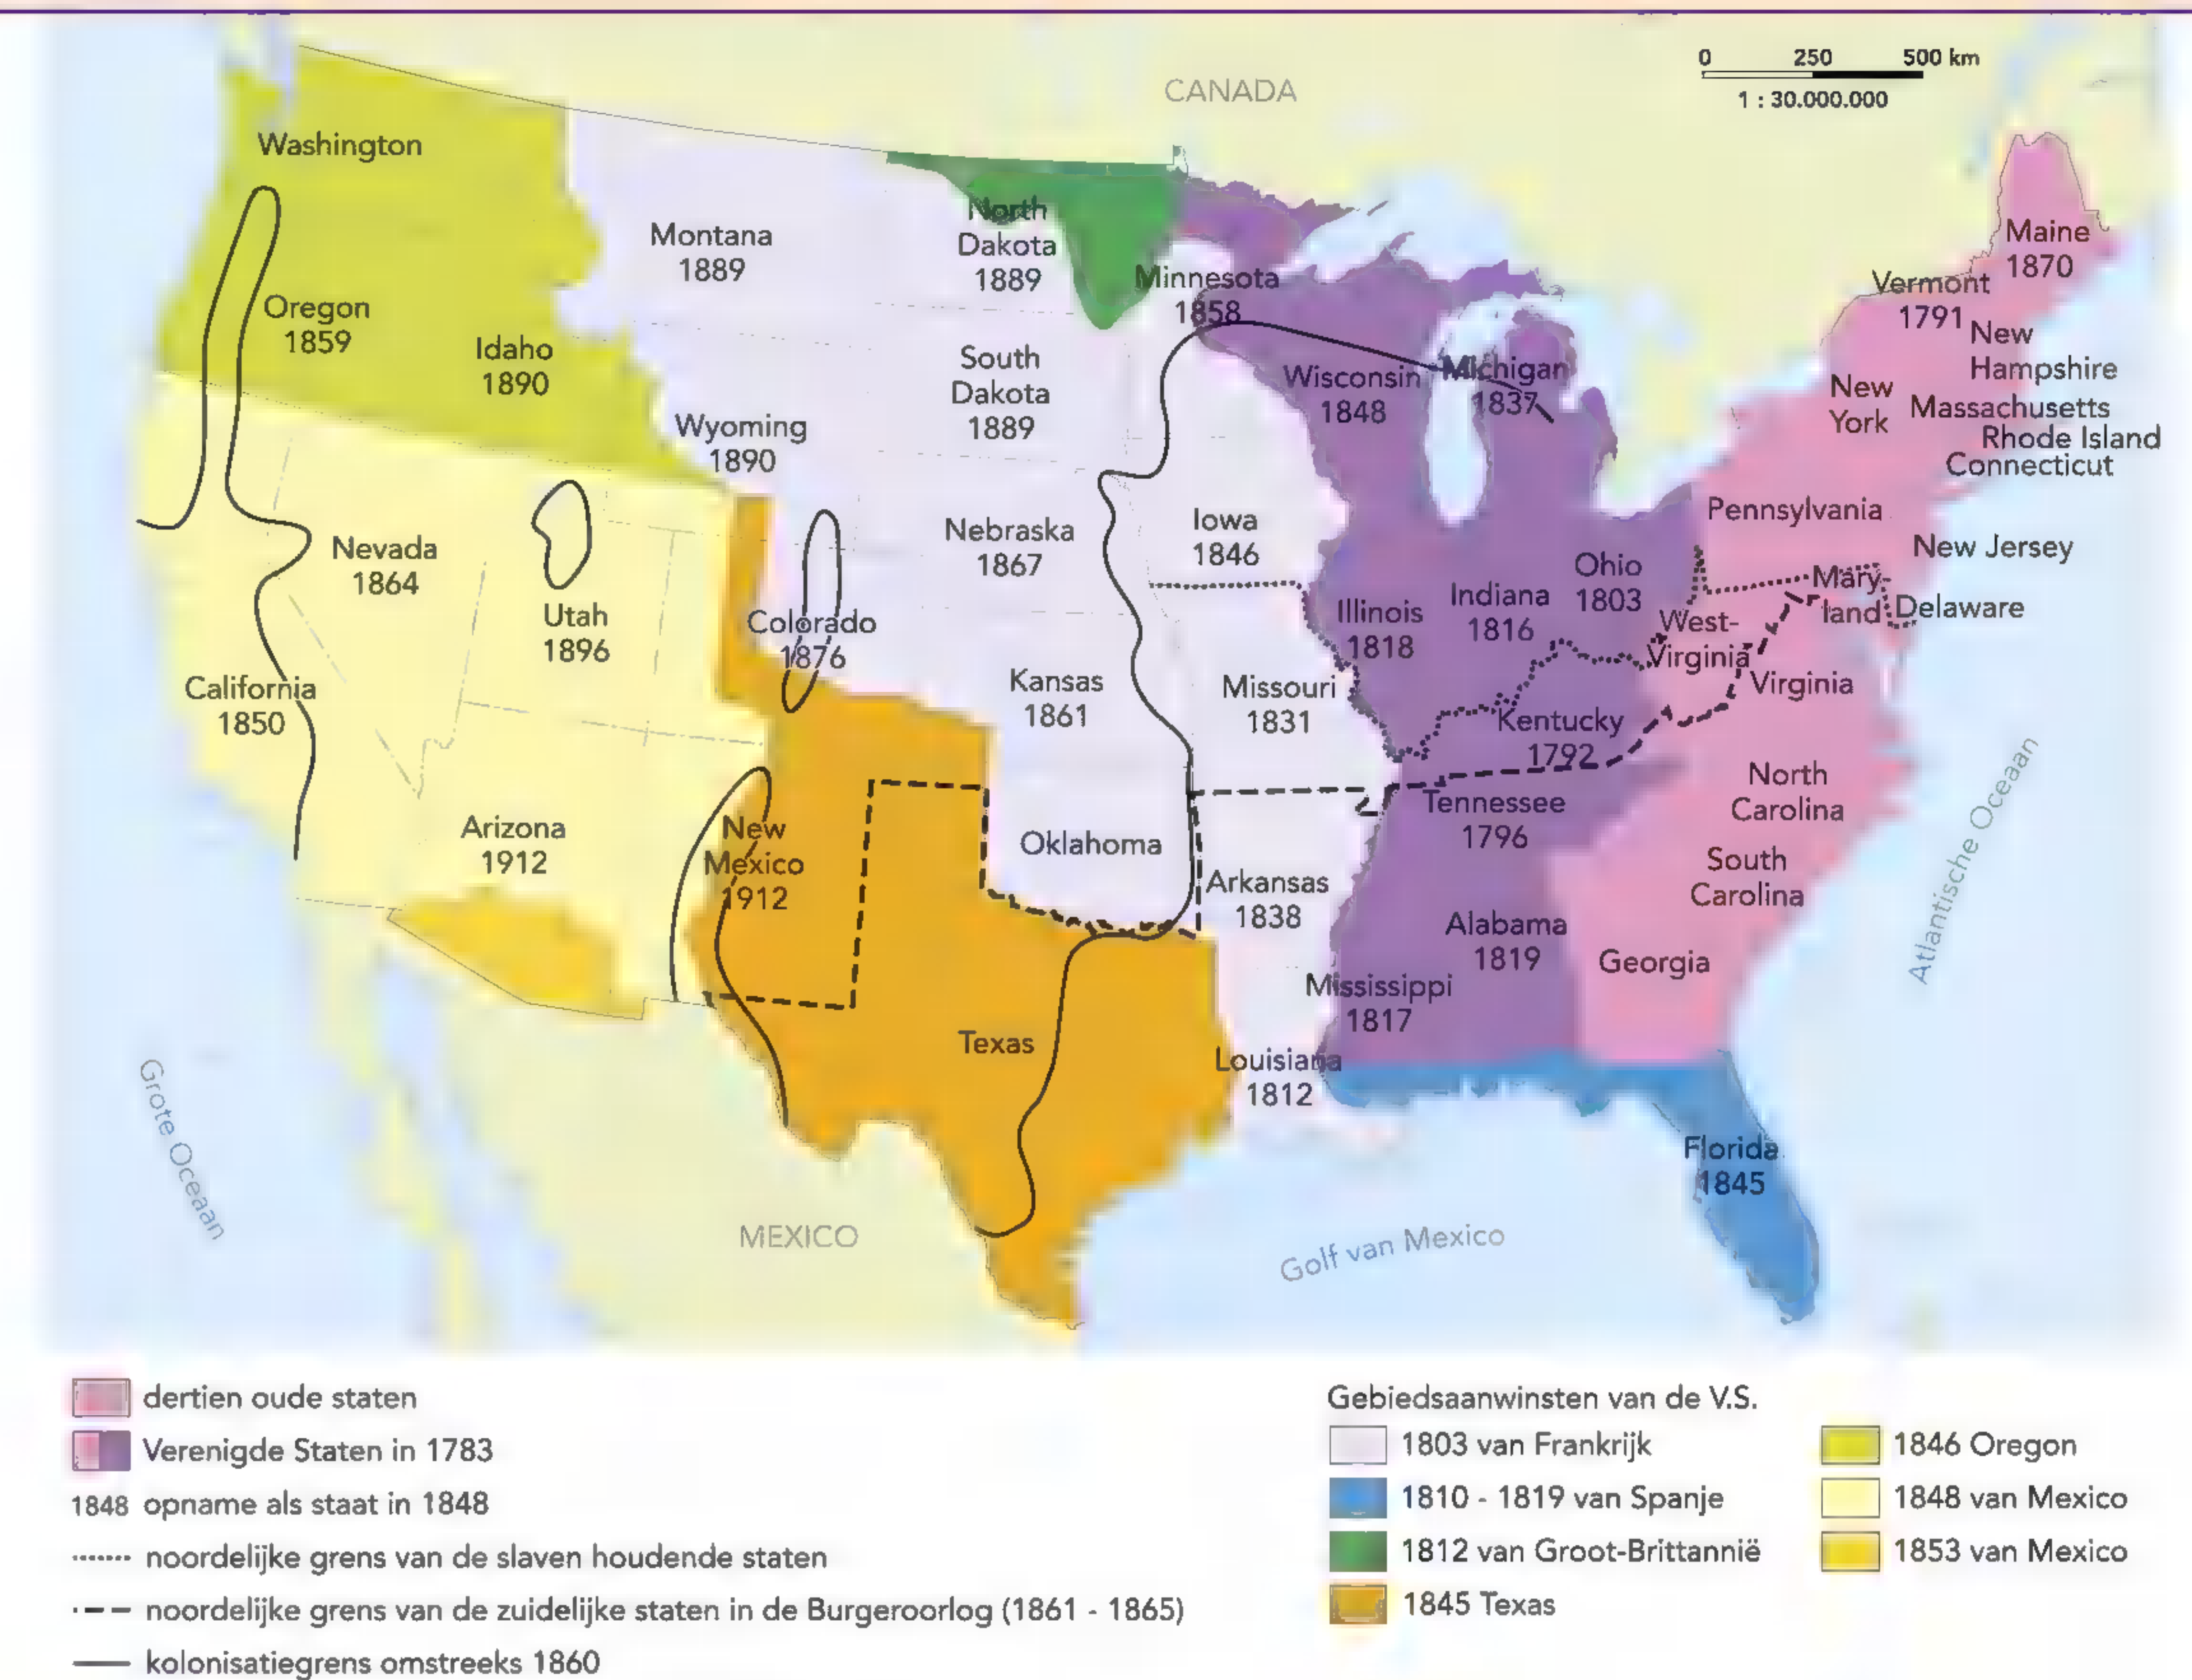 0 250 500 km
1 : 30.000.000
CANADA
Washington
Oregon
1859
Idaho
1890
Montana
1889
North
Dakota
1889
Minnesota
1858
South
Dakota
1889
Wyoming
1890
Wisconsin
1848
Michigan
1837
Maine
1870
Vermont
1791
New
Hampshire
New
York
Massachusetts
Rhode Island
Connecticut
Pennsylvania
New Jersey
Mary-
land
Delaware
West-
Virginia
Virginia
Nevada
1864
Utah
1896
California
1850
Colorado
1876
Nebraska
1867
Iowa
1846
Kansas
1861
Missouri
1831
Illinois
1818
Indiana
1816
Ohio
1803
Kentucky
1792
Tennessee
1796
North
Carolina
South
Carolina
Arizona
1912
New
Mexico
1912
Oklahoma
Arkansas
1838
Alabama
1819
Georgia
Mississippi
1817
Texas
Louisiana
1812
Florida
1845
Grote Oceaan
MEXICO
Golf van Mexico
Atlantische Oceaan
dertien oude staten
Verenigde Staten in 1783
1848 opname als staat in 1848
noordelijke grens van de slaven houdende staten
noordelijke grens van de zuidelijke staten in de Burgeroorlog (1861 - 1865)
kolonisatiegrens omstreeks 1860
Gebiedsaanwinsten van de V.S.
1803 van Frankrijk
1810 - 1819 van Spanje
1812 van Groot-Brittannië
1845 Texas
1846 Oregon
1848 van Mexico
1853 van Mexico